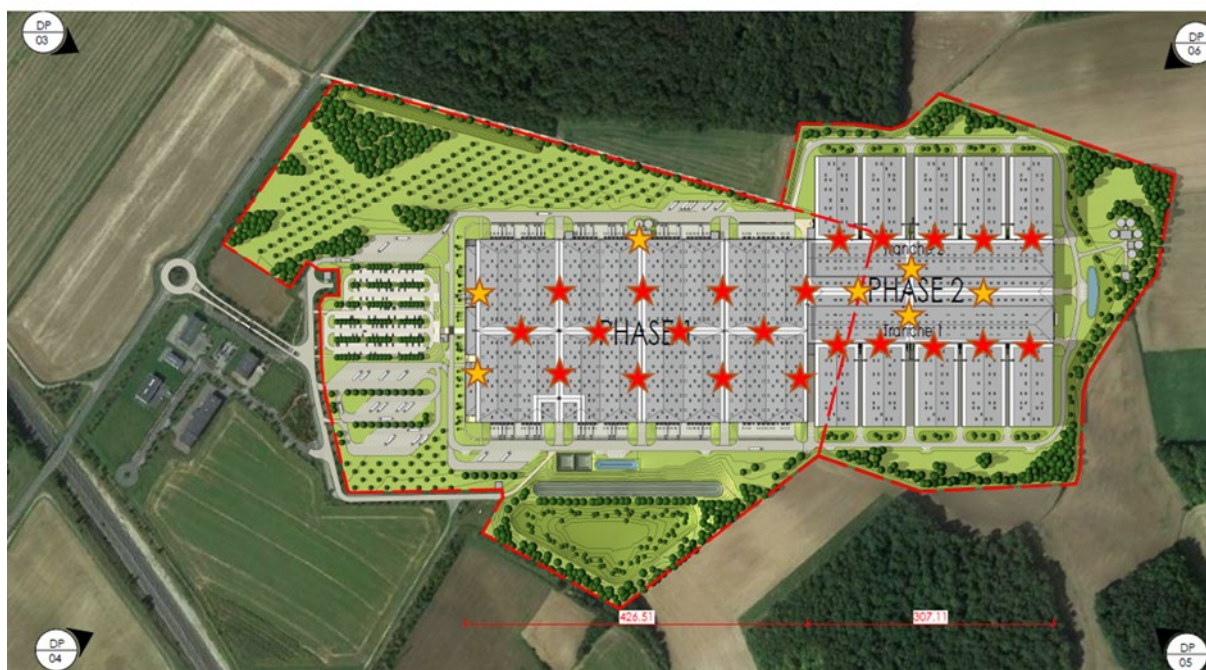 DP
03
DP
06
Tranche 2
PHASE 2
PHASE 1
Tranche 1
426.51
307.11
DP
04
DP
05